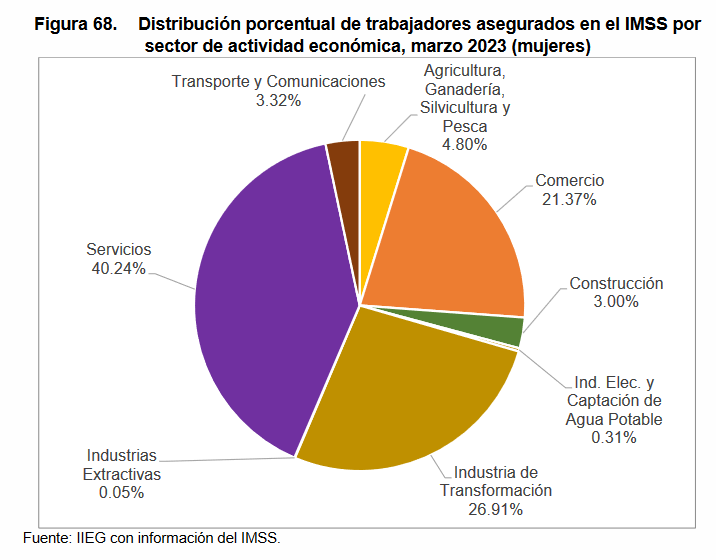 Figura 68. Distribución porcentual de trabajadores asegurados en el IMSS por
sector de actividad económica, marzo 2023 (mujeres)
Transporte y Comunicaciones
3.32%
Agricultura,
Ganadería,
Silvicultura y
Pesca
4.80%
Comercio
21.37%
Servicios
40.24%
Construcción
3.00%
Ind. Elec. y
Captación de
Agua Potable
0.31%
Industrias
Extractivas
0.05%
Industria de
Transformación
26.91%
Fuente: IIEG con información del IMSS.